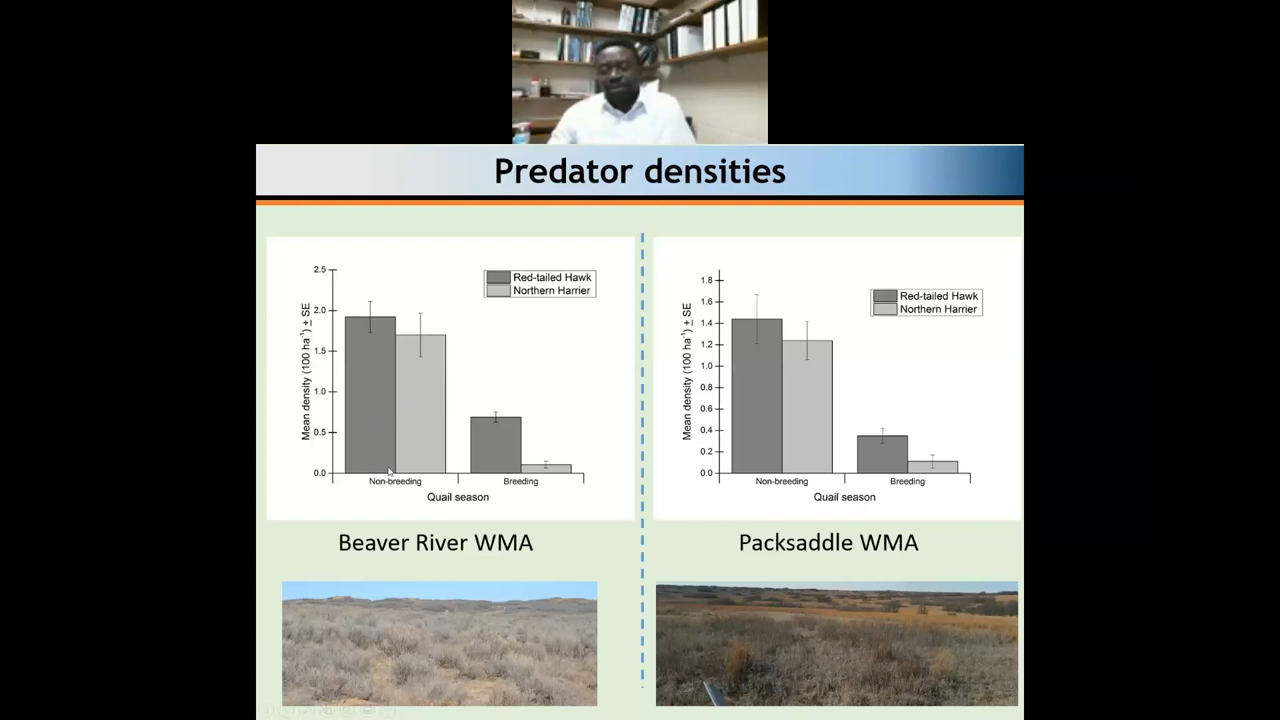 Predator densities
2.5
2.0
1.5
1.0
0.5
0.0
Mean density (100 ha⁻¹) ± SE
Red-tailed Hawk
Northern Harrier
Non-breeding
Breeding
Quail season
Beaver River WMA
1.8
1.6
1.4
1.2
1.0
0.8
0.6
0.4
0.2
0.0
Mean density (100 ha⁻¹) ± SE
Red-tailed Hawk
Northern Harrier
Non-breeding
Breeding
Quail season
Packsaddle WMA